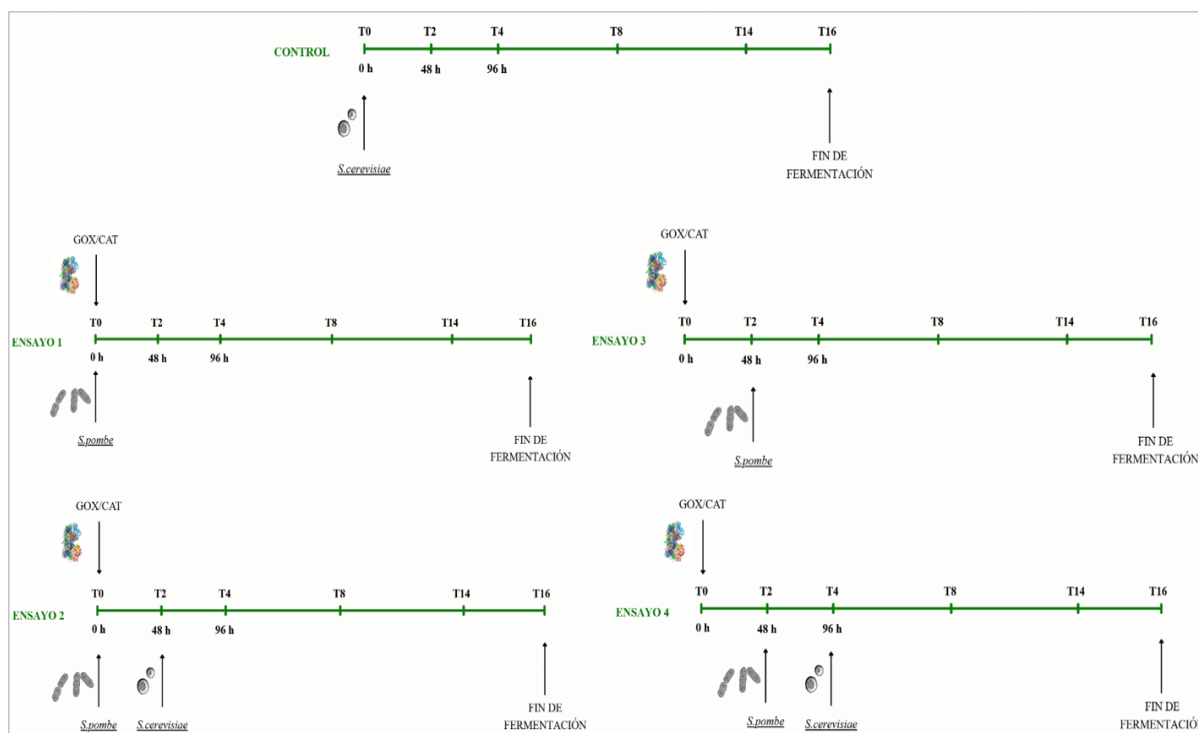 T0 T2 T4 T8 T14 T16
CONTROL
0 h 48 h 96 h
S.cerevisiae
FIN DE
FERMENTACIÓN
GOX/CAT
T0 T2 T4 T8 T14 T16
ENSAYO 1
0 h 48 h 96 h
S.pombe
FIN DE
FERMENTACIÓN
GOX/CAT
T0 T2 T4 T8 T14 T16
ENSAYO 3
0 h 48 h 96 h
S.pombe
FIN DE
FERMENTACIÓN
GOX/CAT
T0 T2 T4 T8 T14 T16
ENSAYO 2
0 h 48 h 96 h
S.pombe S.cerevisiae
FIN DE
FERMENTACIÓN
GOX/CAT
T0 T2 T4 T8 T14 T16
ENSAYO 4
0 h 48 h 96 h
S.pombe S.cerevisiae
FIN DE
FERMENTACIÓN